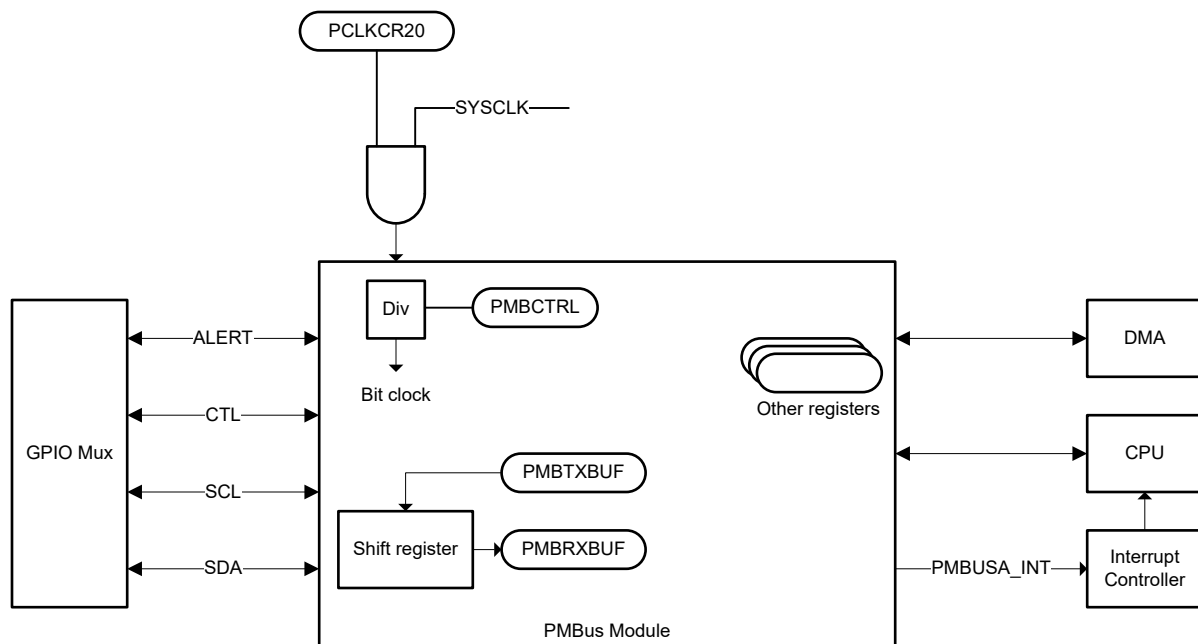 PCLKCR20
SYSCLK
Div
PMBCTRL
ALERT
DMA
Bit clock
Other registers
CTL
GPIO Mux
CPU
PMBTXBUF
SCL
Shift register
PMBRXBUF
SDA
PMBUSA_INT
Interrupt
Controller
PMBus Module